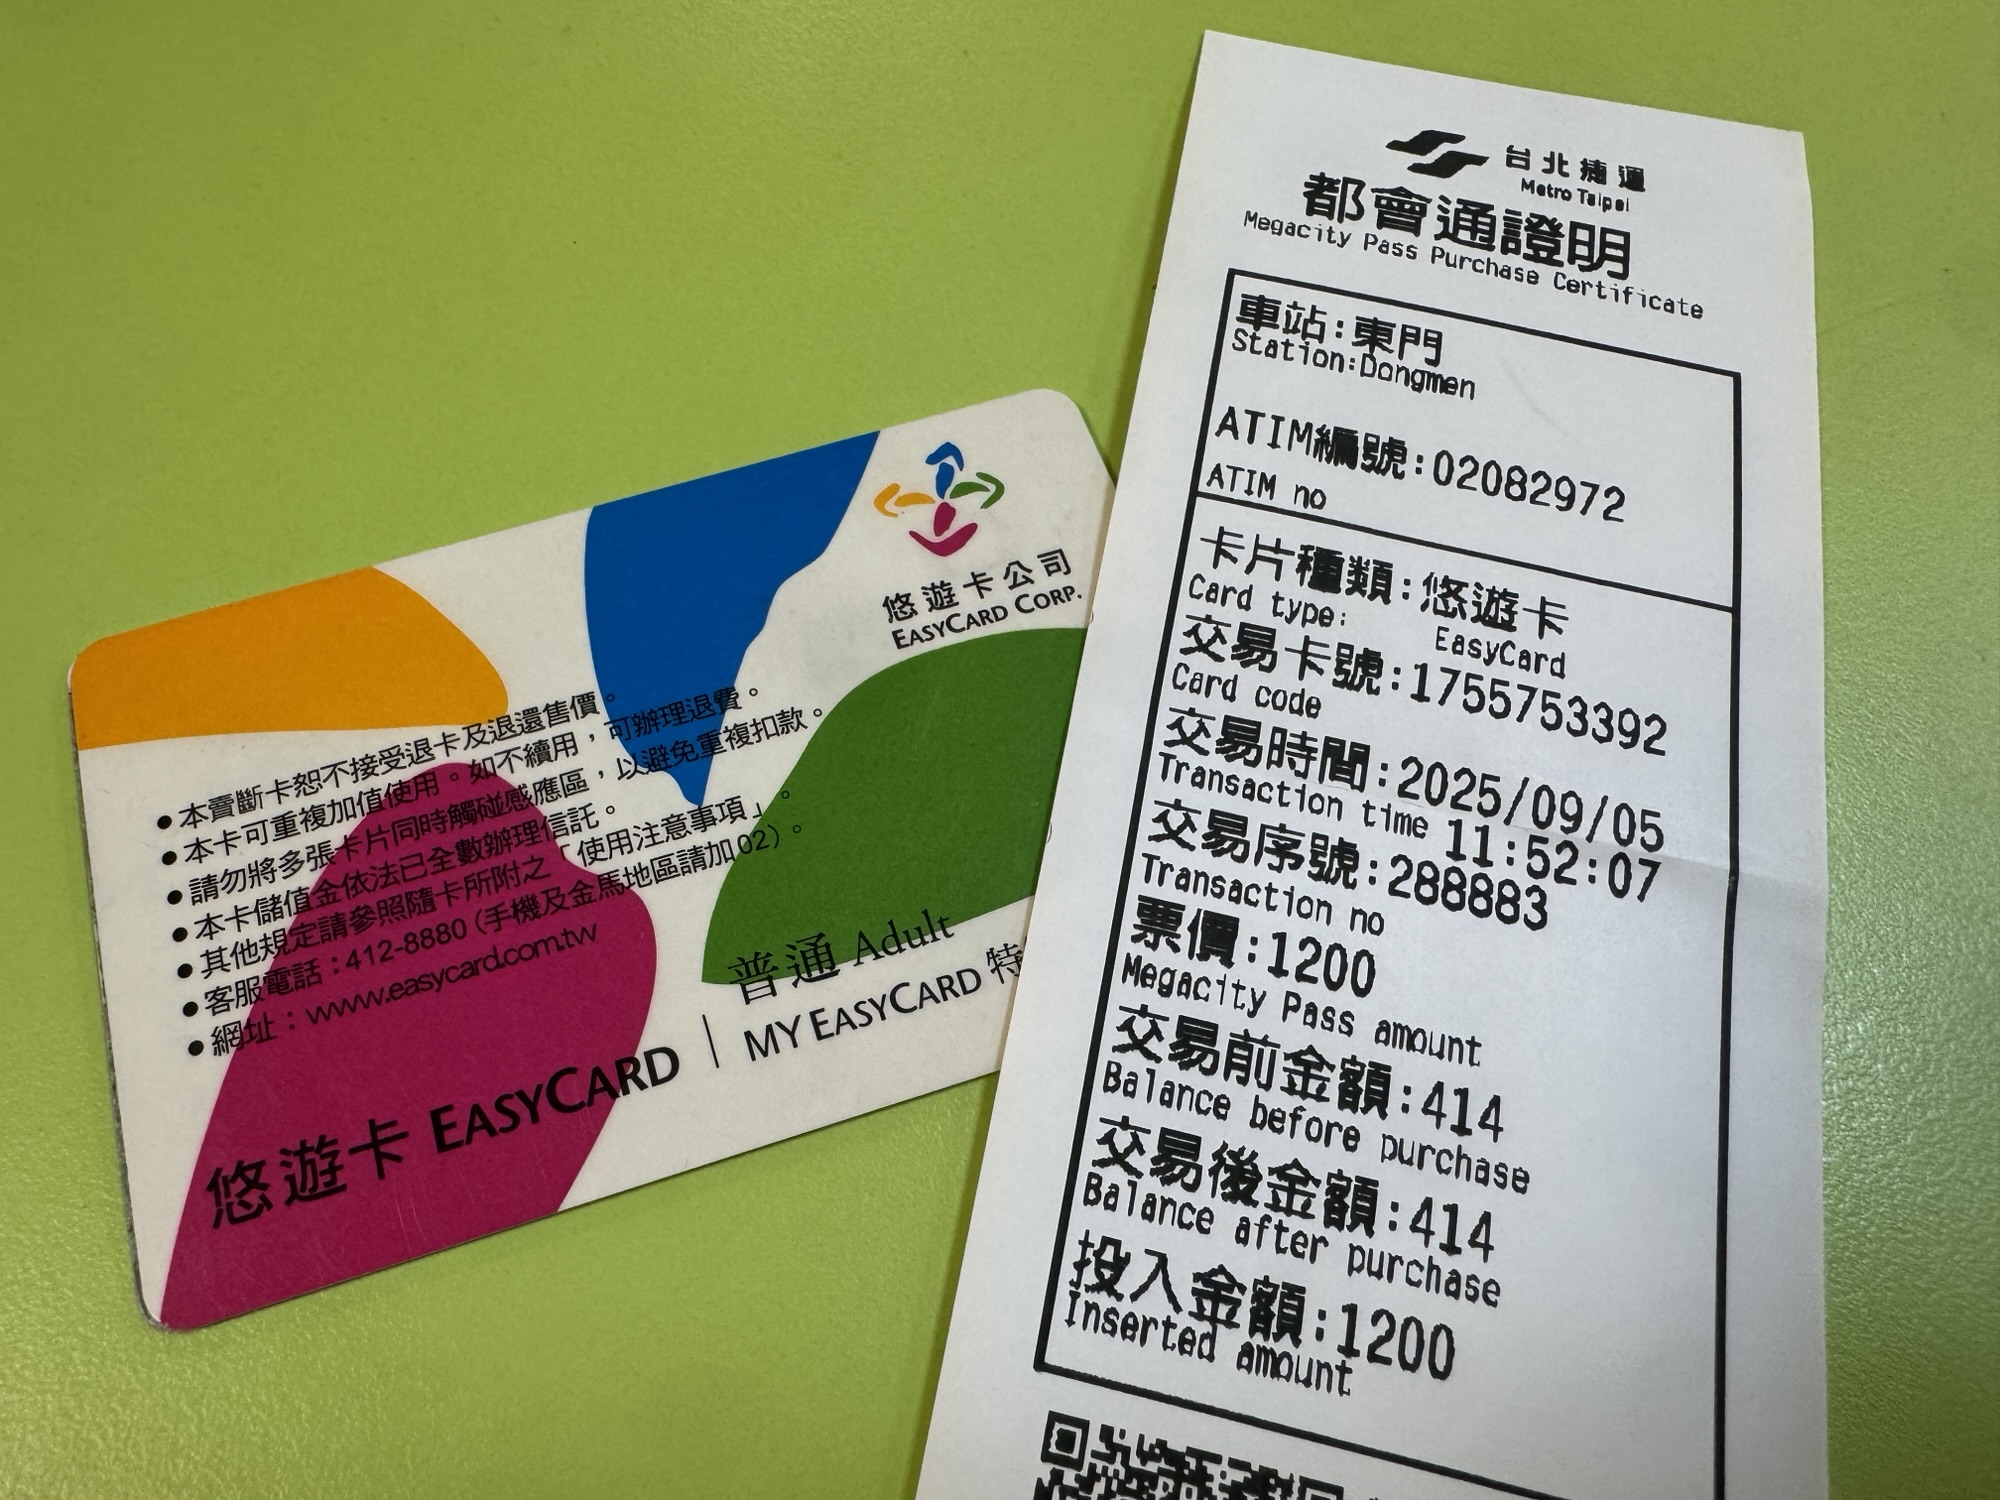 悠遊卡公司
EASYCARD CORP.
●本賣斷卡恕不接受退卡及退還售價。
●本卡可重複加值使用。如不續用,可辦理退費。
●請勿將多張卡片同時觸碰感應區,以避免重複扣款。
●本卡儲值金依法已全數辦理信託。
●其他規定請參照隨卡所附之「使用注意事項」。
●客服電話:412-8880(手機及金馬地區請加02)。
●網址:www.easycard.com.tw
普通 Adult
悠遊卡 EASYCARD | MY EASYCARD 特
台北捷運
Metro Taipei
都會通證明
Megacity Pass Purchase Certificate
車站:東門
Station:Dongmen
ATIM編號:02082972
ATIM no
卡片種類:悠遊卡
Card type: EasyCard
交易卡號:1755753392
Card code
交易時間:2025/09/05
Transaction time 11:52:07
交易序號:288883
Transaction no
票價:1200
Megacity Pass amount
交易前金額:414
Balance before purchase
交易後金額:414
Balance after purchase
投入金額:1200
Inserted amount